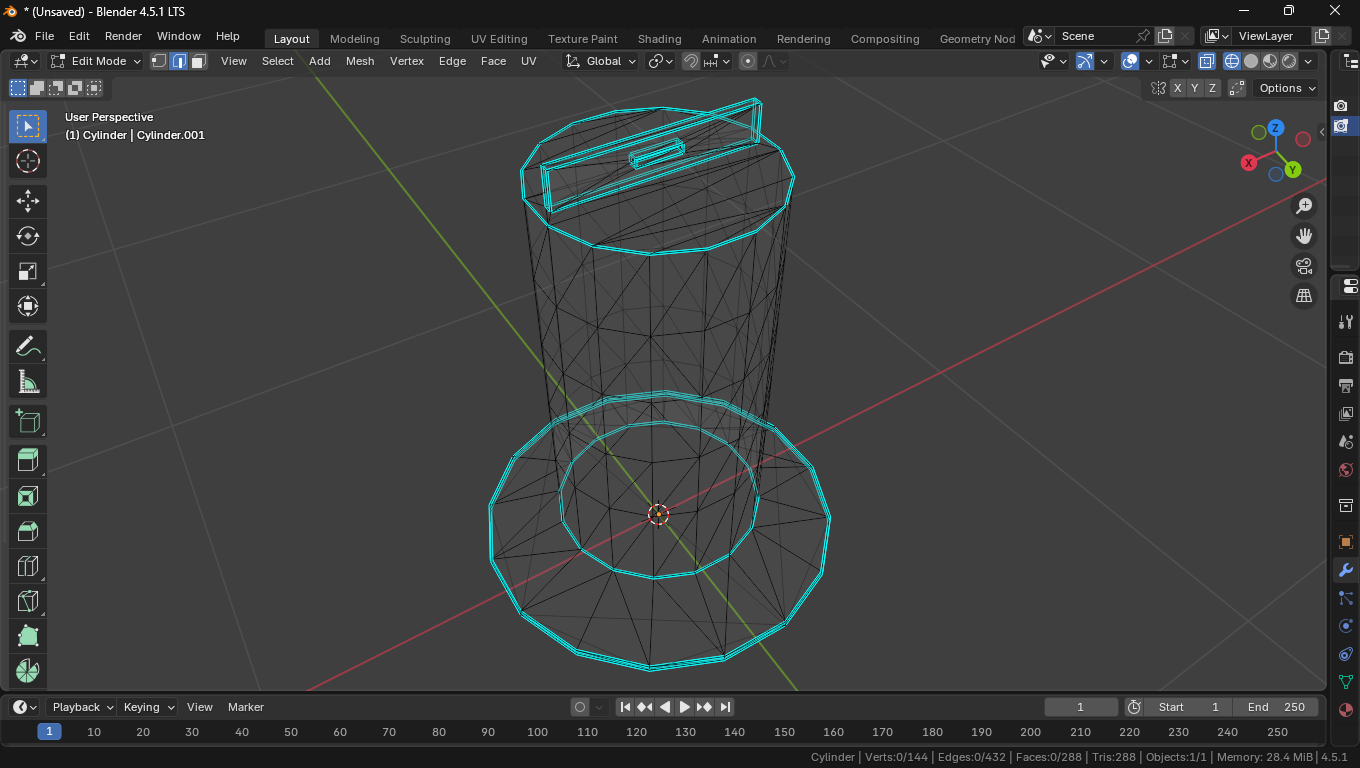 * (Unsaved) - Blender 4.5.1 LTS
File Edit Render Window Help Layout Modeling Sculpting UV Editing Texture Paint Shading Animation Rendering Compositing Geometry Nod Scene ViewLayer
Edit Mode View Select Add Mesh Vertex Edge Face UV Global
X Y Z Options
User Perspective
(1) Cylinder | Cylinder.001
Z
X
Y
Playback Keying View Marker 1 Start 1 End 250
1 10 20 30 40 50 60 70 80 90 100 110 120 130 140 150 160 170 180 190 200 210 220 230 240 250
Cylinder | Verts:0/144 | Edges:0/432 | Faces:0/288 | Tris:288 | Objects:1/1 | Memory: 28.4 MiB | 4.5.1